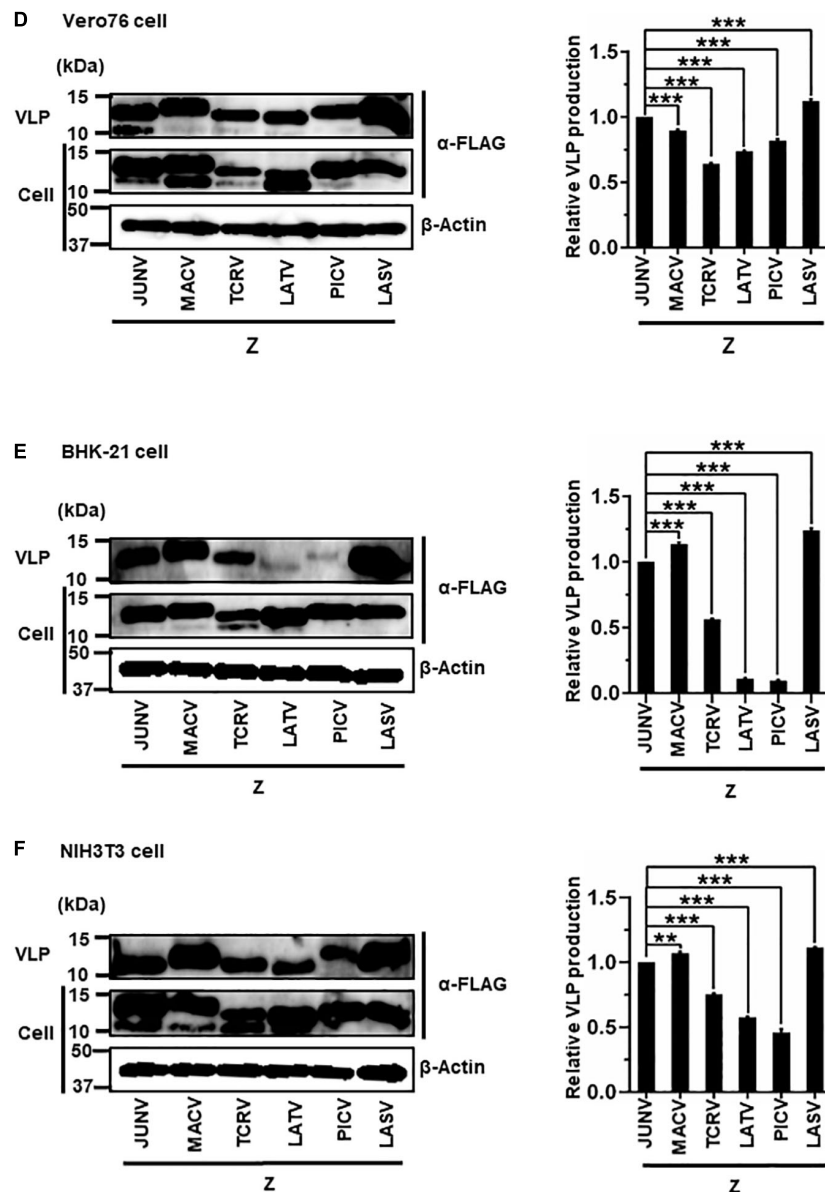 D Vero76 cell
(kDa)
VLP
15
10
Cell
15
10
50
37
α-FLAG
β-Actin
JUNV MACV TCRV LATV PICV LASV
Z
Relative VLP production
1.5
1.0
0.5
0.0
***
***
***
***
***
JUNV MACV TCRV LATV PICV LASV
Z
E BHK-21 cell
(kDa)
VLP
15
10
Cell
15
10
50
37
α-FLAG
β-Actin
JUNV MACV TCRV LATV PICV LASV
Z
Relative VLP production
1.5
1.0
0.5
0.0
***
***
***
***
***
JUNV MACV TCRV LATV PICV LASV
Z
F NIH3T3 cell
(kDa)
VLP
15
10
Cell
15
10
50
37
α-FLAG
β-Actin
JUNV MACV TCRV LATV PICV LASV
Z
Relative VLP production
1.5
1.0
0.5
0.0
***
***
***
***
**
JUNV MACV TCRV LATV PICV LASV
Z